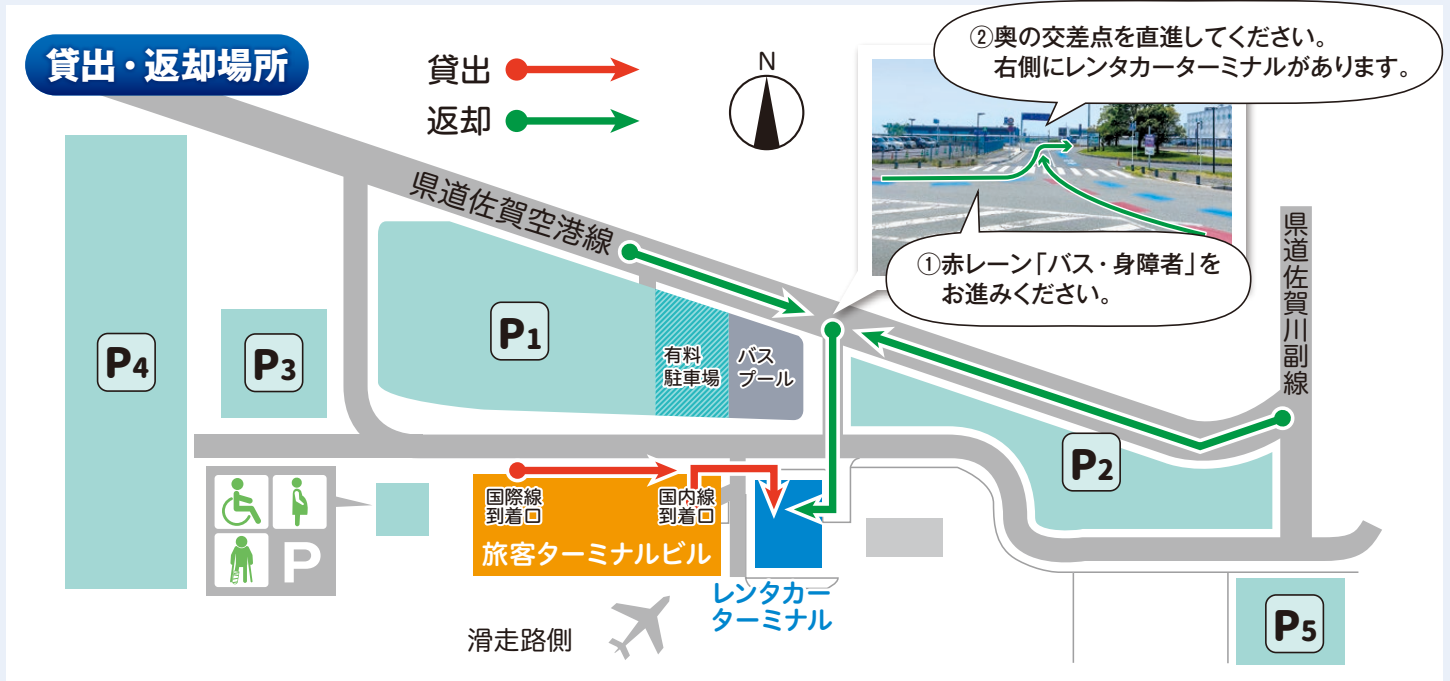 貸出・返却場所
貸出
返却
N
②奥の交差点を直進してください。
右側にレンタカーターミナルがあります。
①赤レーン「バス・身障者」を
お進みください。
県道佐賀空港線
県道佐賀川副線
P4
P3
P1
有料
駐車場
バス
プール
P2
国際線
到着口
国内線
到着口
旅客ターミナルビル
P
レンタカー
ターミナル
滑走路側
P5